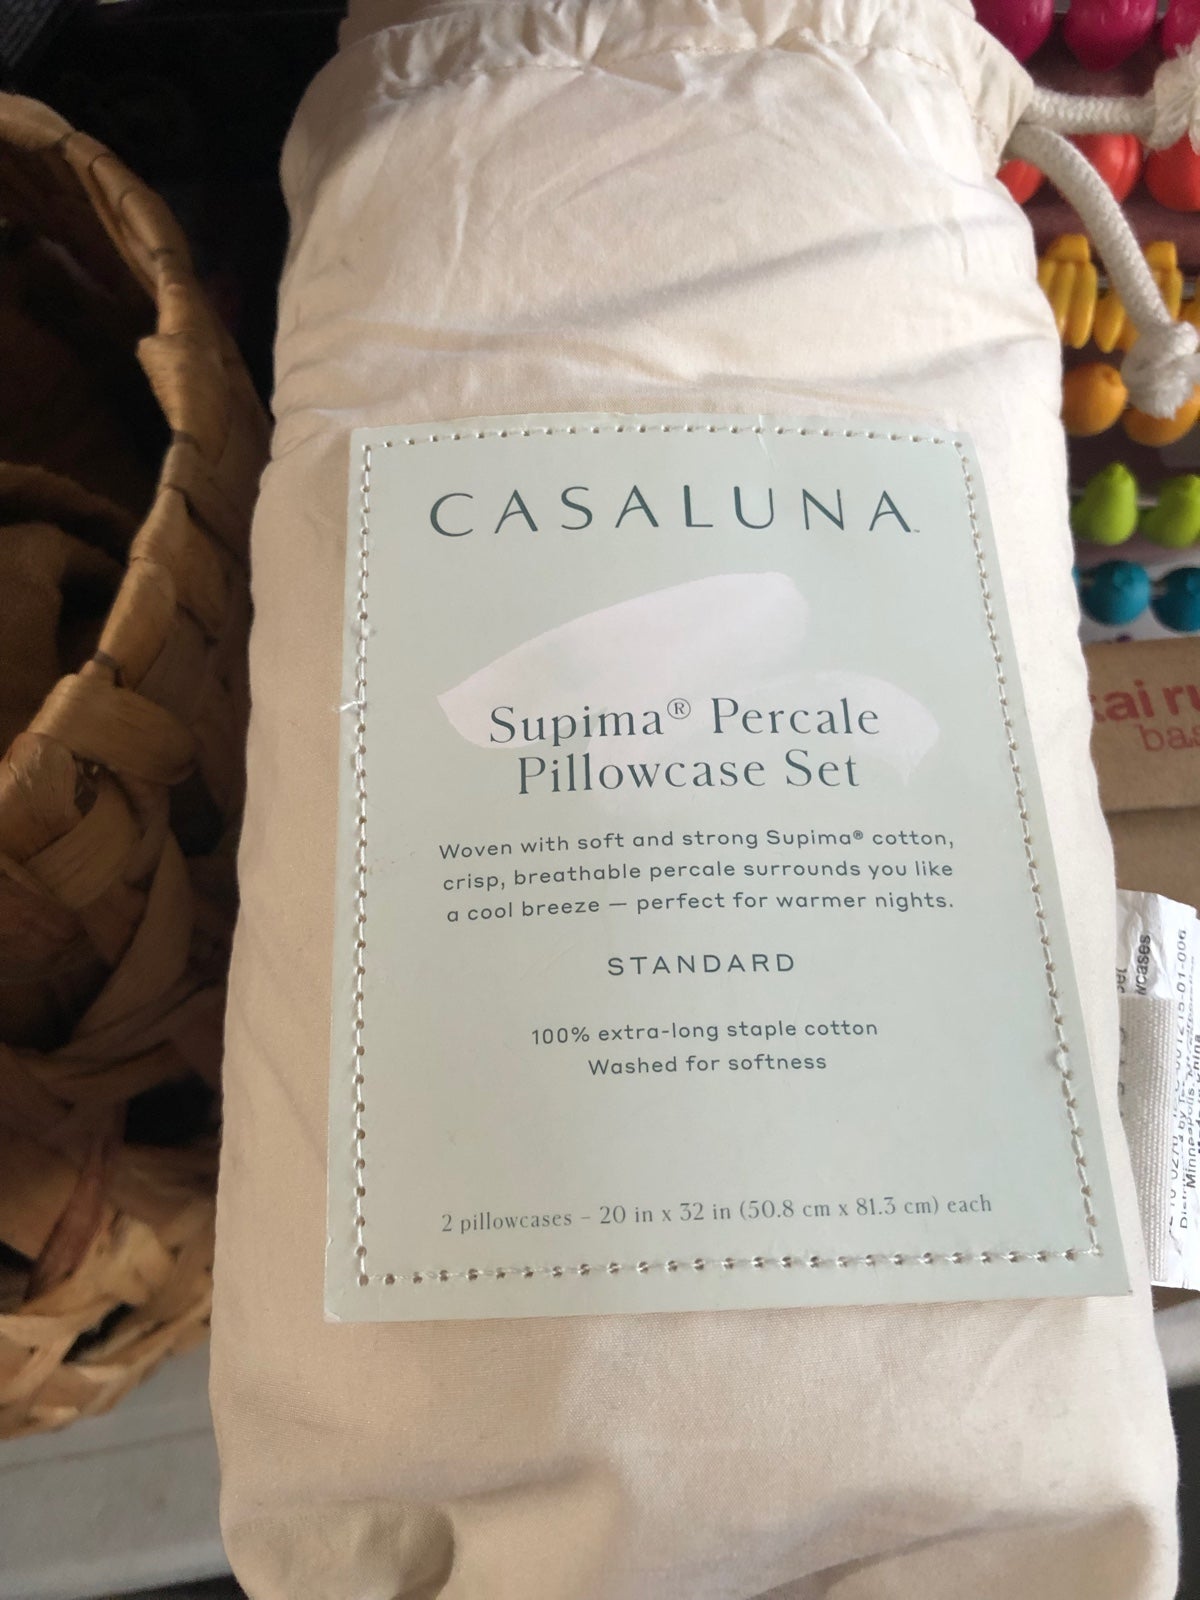 CASALUNA™
Supima® Percale
Pillowcase Set
Woven with soft and strong Supima® cotton,
crisp, breathable percale surrounds you like
a cool breeze — perfect for warmer nights.
STANDARD
100% extra-long staple cotton
Washed for softness
2 pillowcases – 20 in x 32 in (50.8 cm x 81.3 cm) each